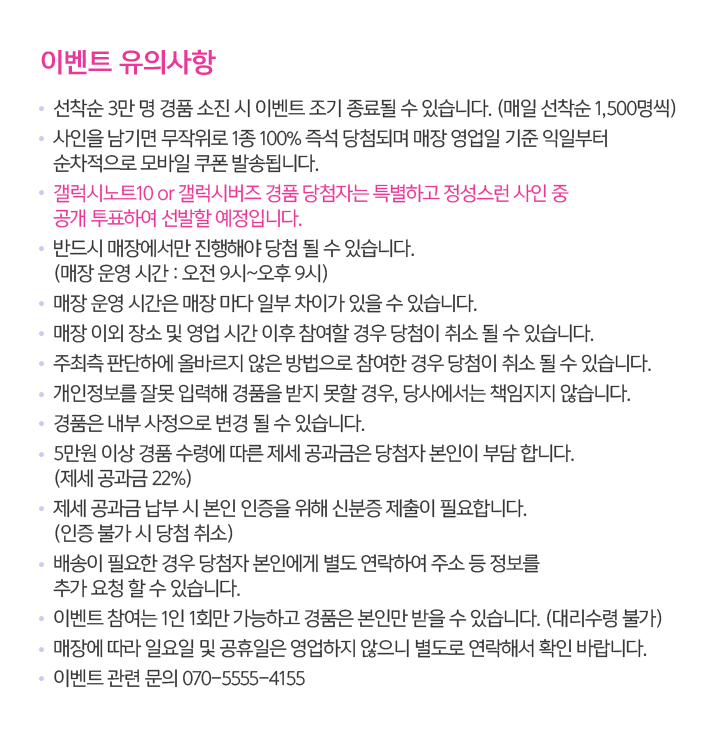 이벤트 유의사항
• 선착순 3만 명 경품 소진 시 이벤트 조기 종료될 수 있습니다. (매일 선착순 1,500명씩)
• 사인을 남기면 무작위로 1종 100% 즉석 당첨되며 매장 영업일 기준 익일부터
순차적으로 모바일 쿠폰 발송됩니다.
• 갤럭시노트10 or 갤럭시버즈 경품 당첨자는 특별하고 정성스런 사인 중
공개 투표하여 선발할 예정입니다.
• 반드시 매장에서만 진행해야 당첨 될 수 있습니다.
(매장 운영 시간 : 오전 9시~오후 9시)
• 매장 운영 시간은 매장 마다 일부 차이가 있을 수 있습니다.
• 매장 이외 장소 및 영업 시간 이후 참여할 경우 당첨이 취소 될 수 있습니다.
• 주최측 판단하에 올바르지 않은 방법으로 참여한 경우 당첨이 취소 될 수 있습니다.
• 개인정보를 잘못 입력해 경품을 받지 못할 경우, 당사에서는 책임지지 않습니다.
• 경품은 내부 사정으로 변경 될 수 있습니다.
• 5만원 이상 경품 수령에 따른 제세 공과금은 당첨자 본인이 부담 합니다.
(제세 공과금 22%)
• 제세 공과금 납부 시 본인 인증을 위해 신분증 제출이 필요합니다.
(인증 불가 시 당첨 취소)
• 배송이 필요한 경우 당첨자 본인에게 별도 연락하여 주소 등 정보를
추가 요청 할 수 있습니다.
• 이벤트 참여는 1인 1회만 가능하고 경품은 본인만 받을 수 있습니다. (대리수령 불가)
• 매장에 따라 일요일 및 공휴일은 영업하지 않으니 별도로 연락해서 확인 바랍니다.
• 이벤트 관련 문의 070-5555-4155